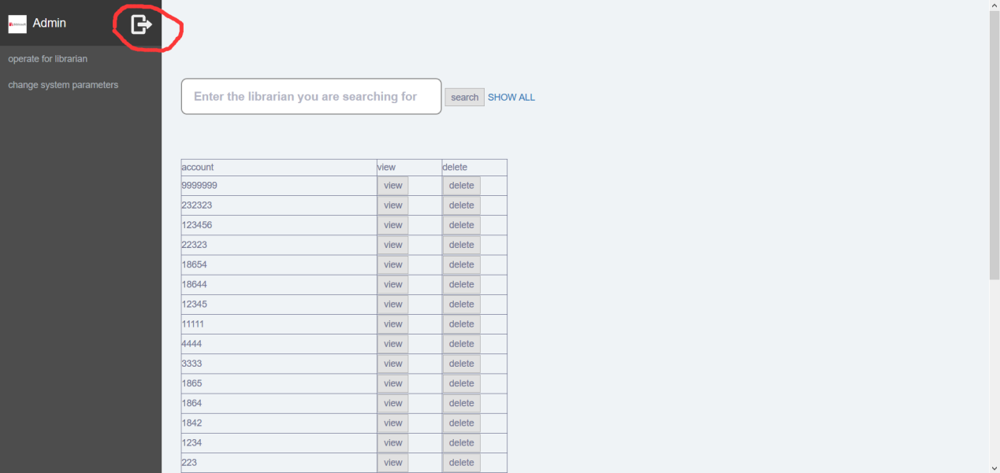 Admin
operate for librarian
change system parameters
Enter the librarian you are searching for
search SHOW ALL
account view delete
9999999 view delete
232323 view delete
123456 view delete
22323 view delete
18654 view delete
18644 view delete
12345 view delete
11111 view delete
4444 view delete
3333 view delete
1865 view delete
1864 view delete
1842 view delete
1234 view delete
223 view delete